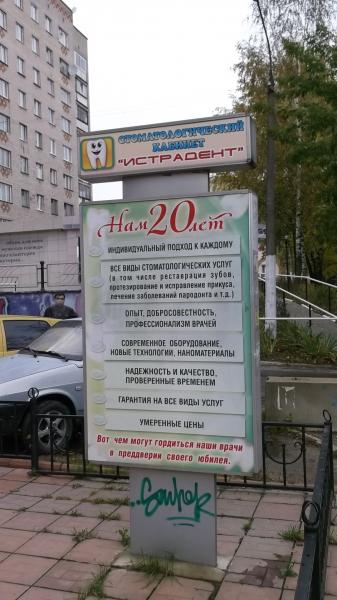 СТОМАТОЛОГИЧЕСКИЙ
КАБИНЕТ
"ИСТРАДЕНТ"
Нам 20 лет
ИНДИВИДУАЛЬНЫЙ ПОДХОД К КАЖДОМУ
ВСЕ ВИДЫ СТОМАТОЛОГИЧЕСКИХ УСЛУГ
(в том числе реставрации зубов,
протезирование и исправление прикуса,
лечение заболеваний пародонта и т.д.)
ОПЫТ, ДОБРОСОВЕСТНОСТЬ,
ПРОФЕССИОНАЛИЗМ ВРАЧЕЙ
СОВРЕМЕННОЕ ОБОРУДОВАНИЕ,
НОВЫЕ ТЕХНОЛОГИИ, НАНОМАТЕРИАЛЫ
НАДЕЖНОСТЬ И КАЧЕСТВО,
ПРОВЕРЕННЫЕ ВРЕМЕНЕМ
ГАРАНТИЯ НА ВСЕ ВИДЫ УСЛУГ
УМЕРЕННЫЕ ЦЕНЫ
Вот чем могут гордиться наши врачи
в преддверии своего юбилея.